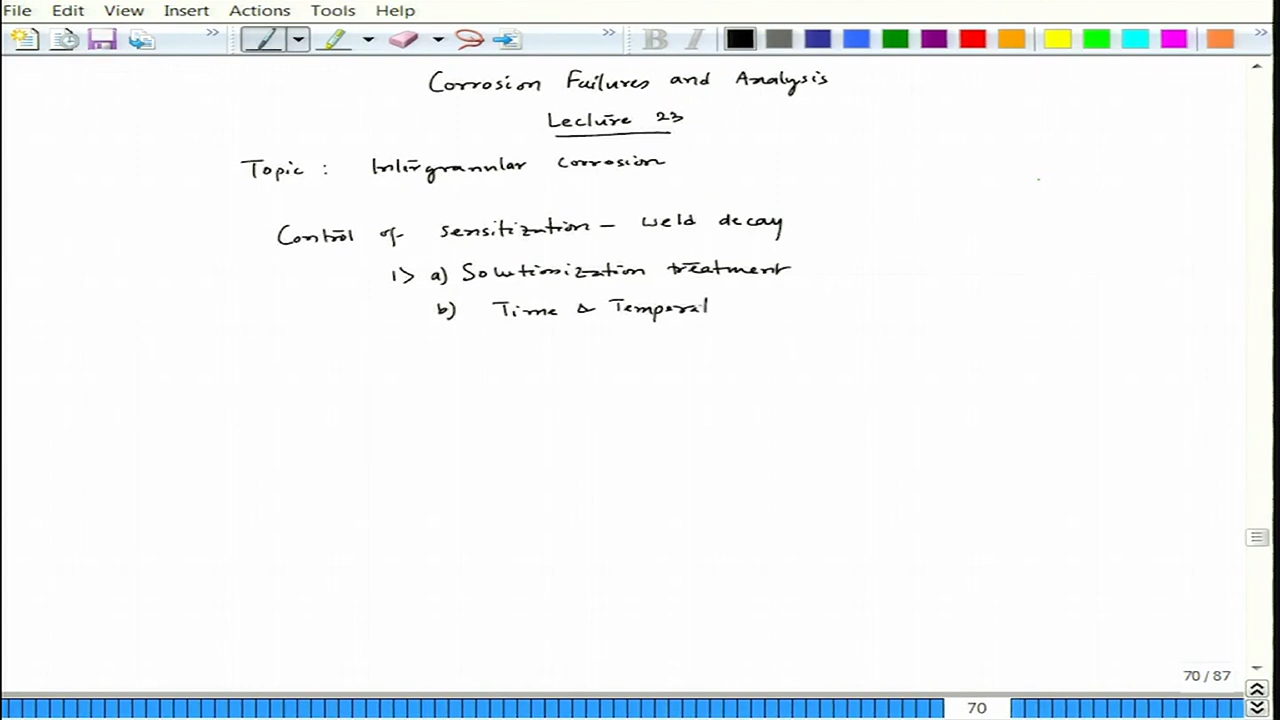 File Edit View Insert Actions Tools Help
Corrosion Failures and Analysis
Lecture 23
Topic : Intergranular corrosion
Control of sensitization - weld decay
1> a) Solutionization treatment
b) Time & Temporal
70 / 87
70